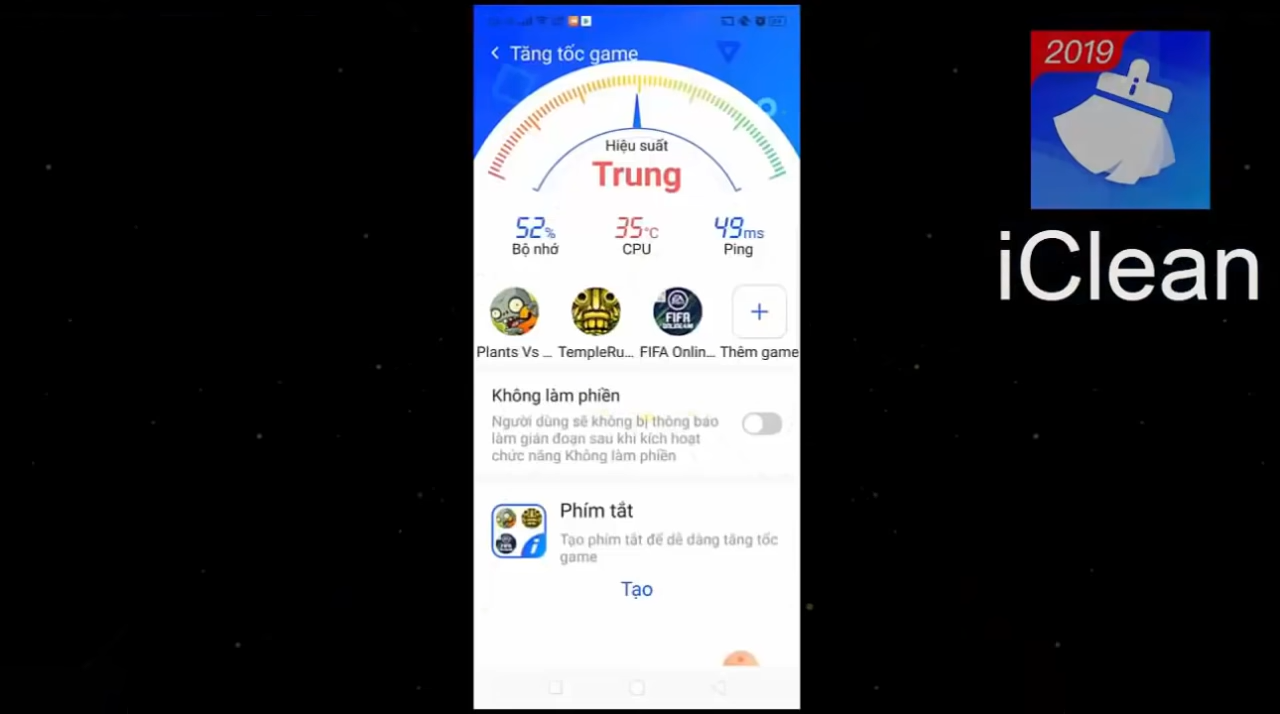 2019
iClean
Tăng tốc game
Hiệu suất
Trung
52% 35°C 49ms
Bộ nhớ CPU Ping
FIFA
Plants Vs ... TempleRu... FIFA Onlin... Thêm game
Không làm phiền
Người dùng sẽ không bị thông báo
làm gián đoạn sau khi kích hoạt
chức năng Không làm phiền
Phím tắt
Tạo phím tắt để dễ dàng tăng tốc
game
Tạo